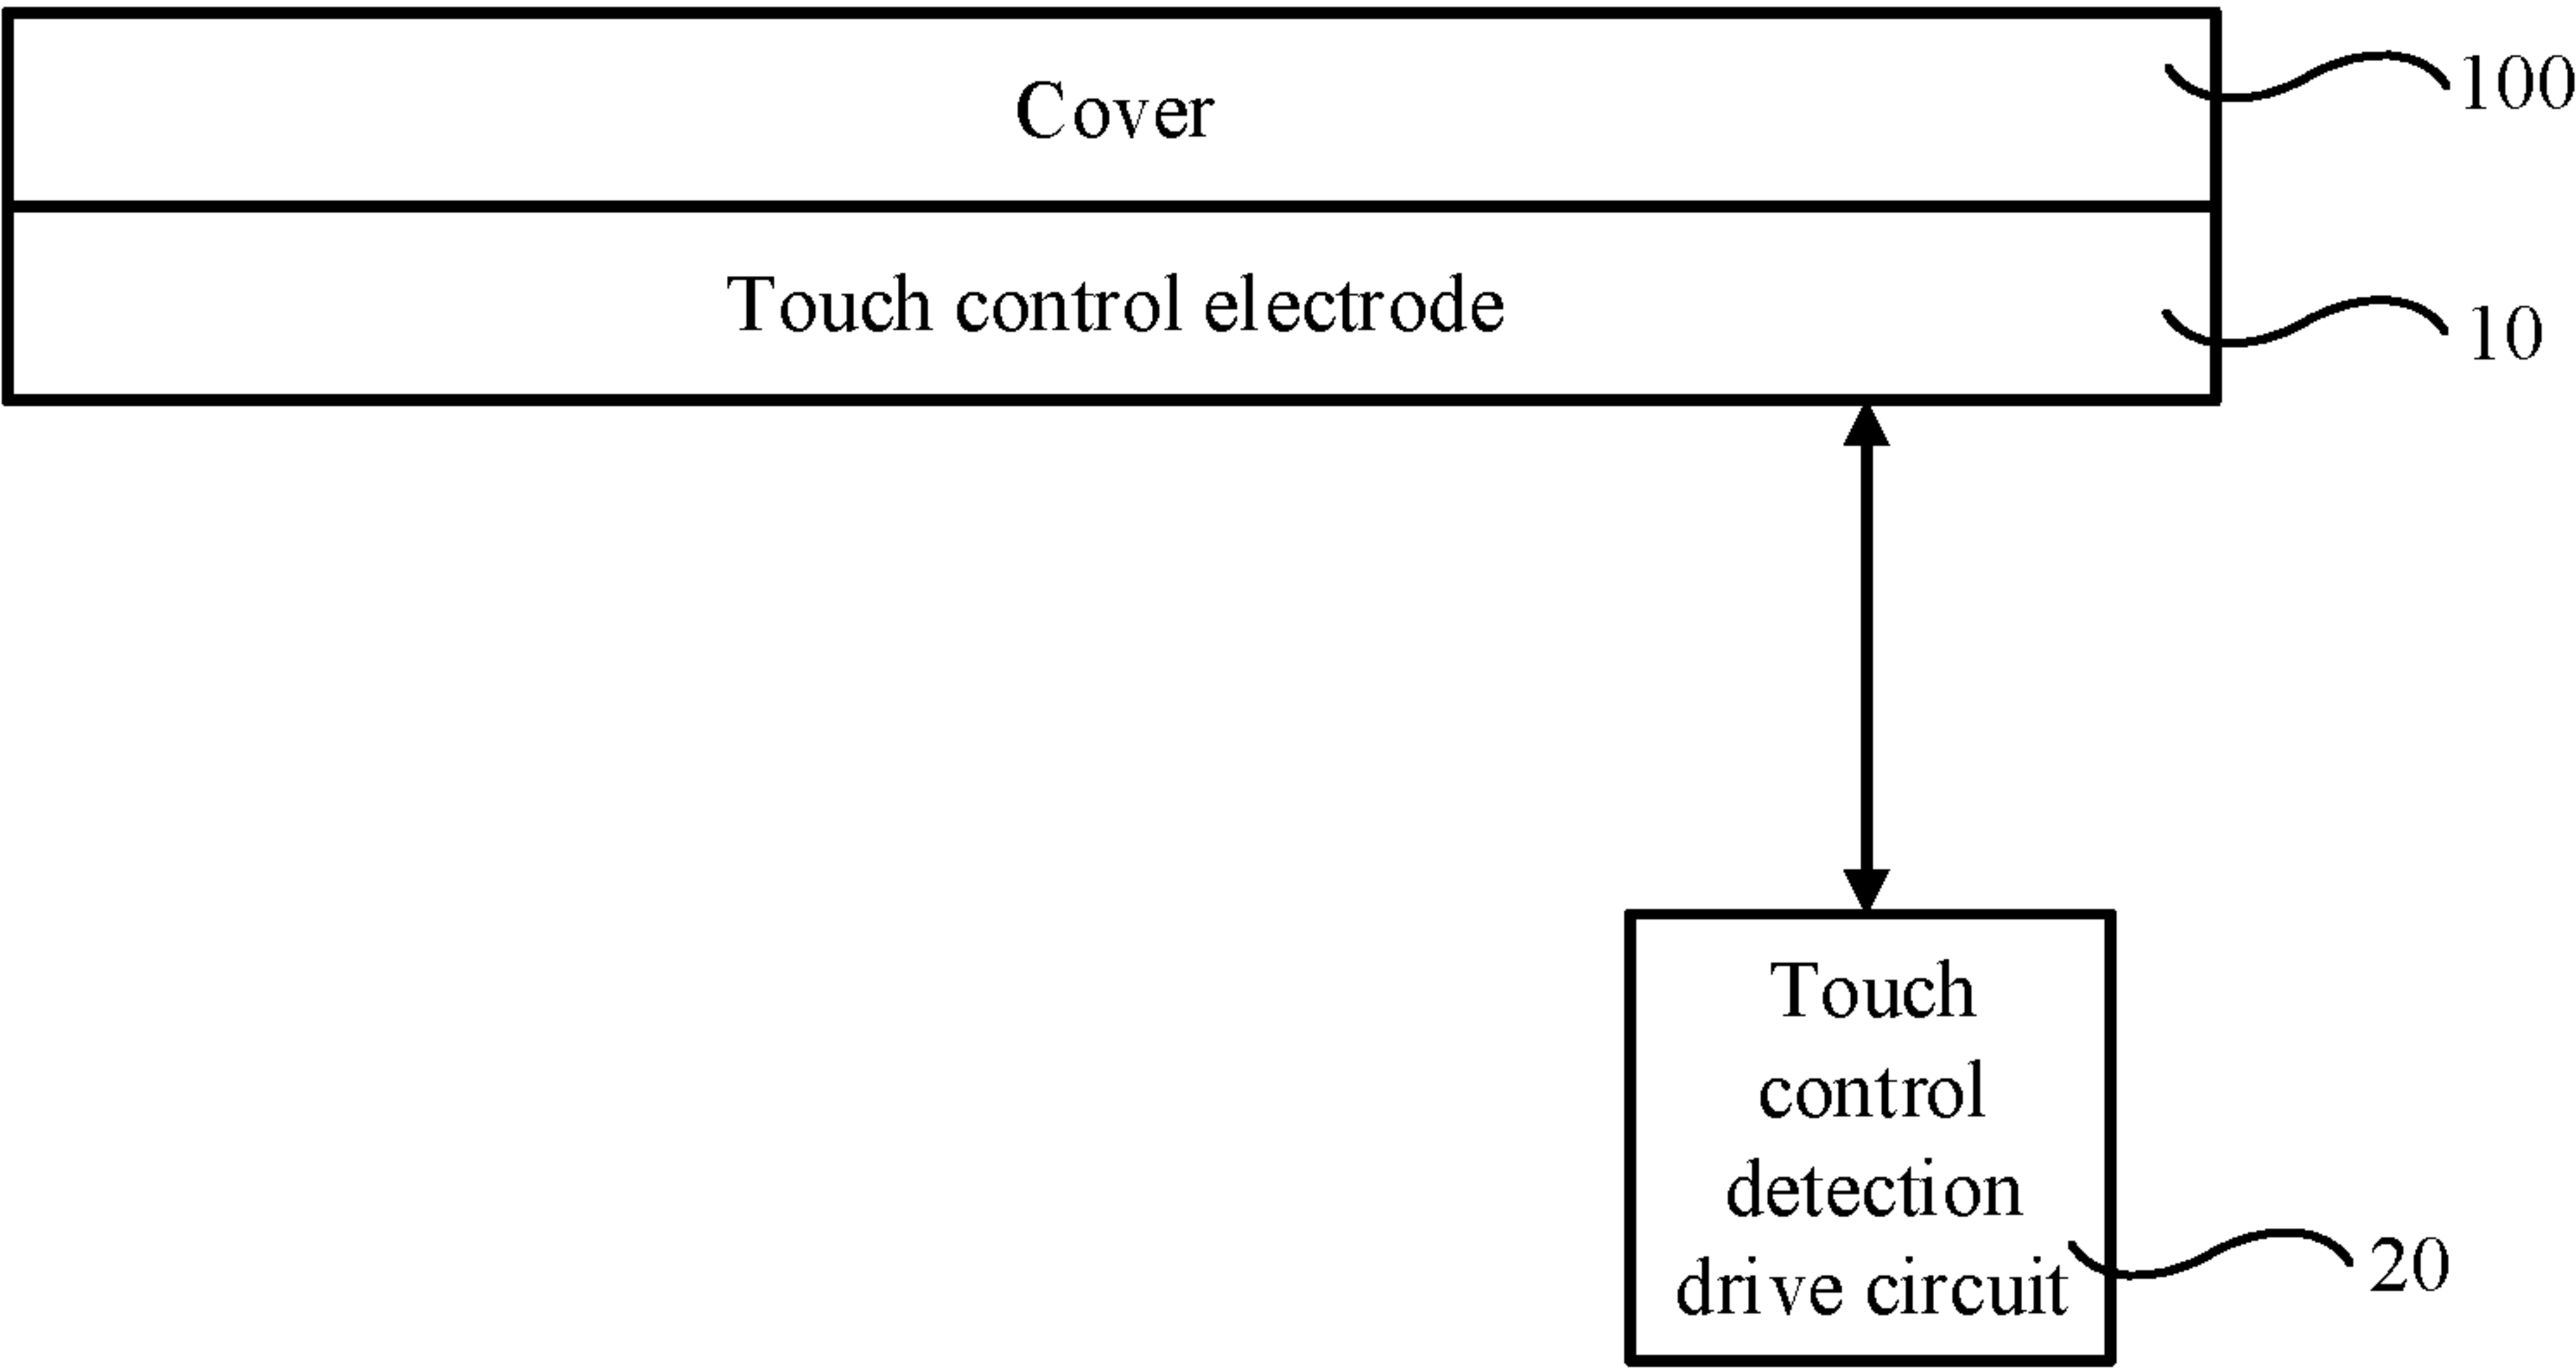 Cover
100
Touch control electrode
10
Touch
control
detection
drive circuit
20